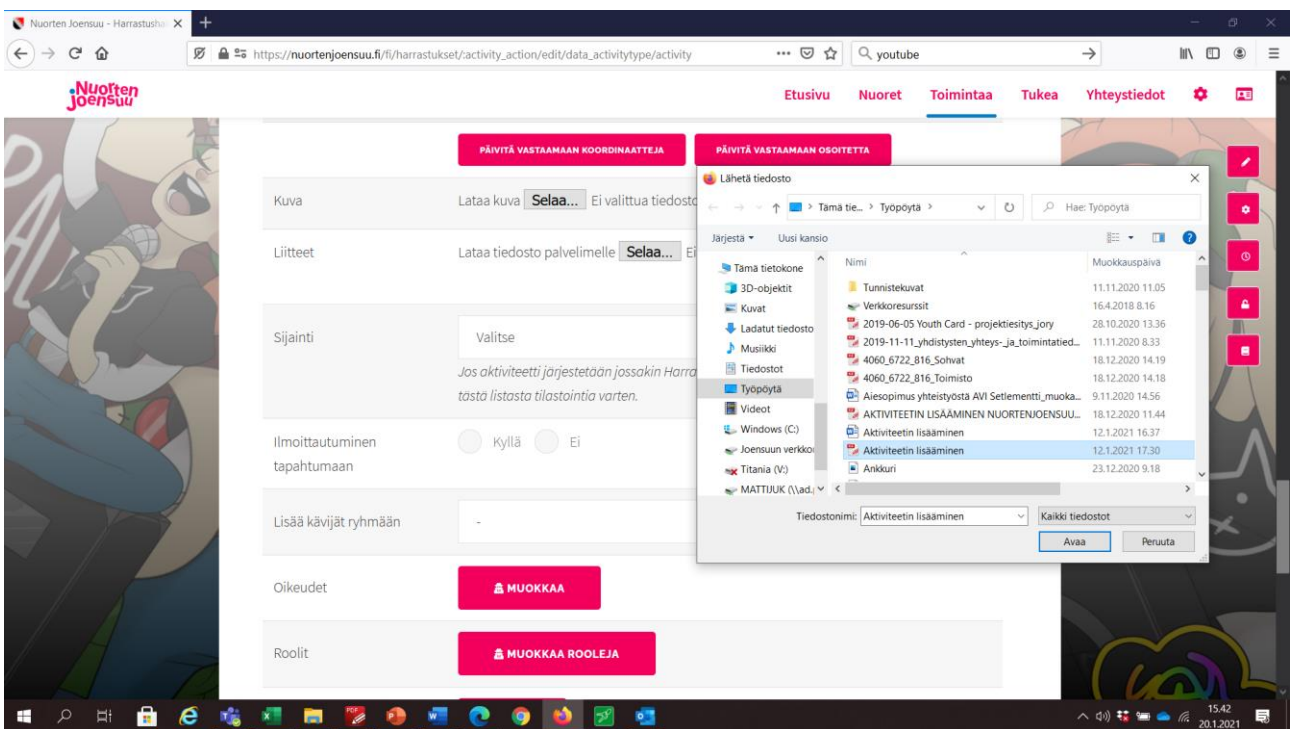 Nuorten Joensuu - Harrastusha
https://nuortenjoensuu.fi/fi/harrastukset/:activity_action/edit/data_activitytype/activity
youtube
Nuorten
Joensuu
Etusivu Nuoret Toimintaa Tukea Yhteystiedot
PÄIVITÄ VASTAAMAAN KOORDINAATTEJA PÄIVITÄ VASTAAMAAN OSOITETTA
Kuva Lataa kuva Selaa... Ei valittua tiedosto
Liitteet Lataa tiedosto palvelimelle Selaa... Ei
Sijainti Valitse
Jos aktiviteetti järjestetään jossakin Harra
tästä listasta tilastointia varten.
Ilmoittautuminen
tapahtumaan
Kyllä Ei
Lisää kävijät ryhmään -
Oikeudet MUOKKAA
Roolit MUOKKAA ROOLEJA
Lähetä tiedosto
Tämä tie... > Työpöytä >
Hae: Työpöytä
Järjestä Uusi kansio
Tämä tietokone
3D-objektit
Kuvat
Ladatut tiedosto
Musiikki
Tiedostot
Työpöytä
Videot
Windows (C:)
Joensuun verkko
Titania (V:)
MATTIJUK (\\ad.
Nimi Muokkauspäivä
Tunnistekuvat 11.11.2020 11.05
Verkkoresurssit 16.4.2018 8.16
2019-06-05 Youth Card - projektiesitys_jory 28.10.2020 13.36
2019-11-11_yhdistysten_yhteys-_ja_toimintatied... 11.11.2020 8.33
4060_6722_816_Sohvat 18.12.2020 14.19
4060_6722_816_Toimisto 18.12.2020 14.18
Aiesopimus yhteistyöstä AVI Setlementti_muoka... 9.11.2020 14.56
AKTIVITEETIN LISÄÄMINEN NUORTENJOENSUU... 18.12.2020 11.44
Aktiviteetin lisääminen 12.1.2021 16.37
Aktiviteetin lisääminen 12.1.2021 17.30
Ankkuri 23.12.2020 9.18
Tiedostonimi: Aktiviteetin lisääminen Kaikki tiedostot
Avaa Peruuta
15.42
20.1.2021